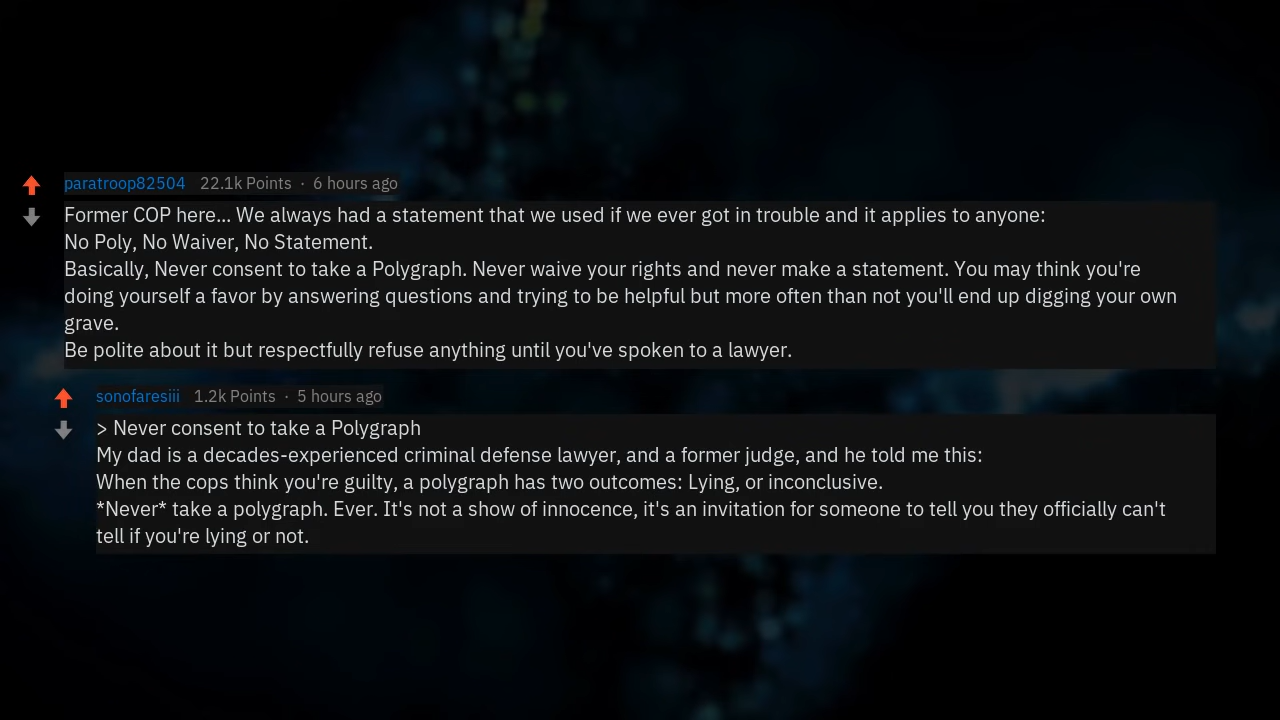 paratroop82504 22.1k Points · 6 hours ago
Former COP here... We always had a statement that we used if we ever got in trouble and it applies to anyone:
No Poly, No Waiver, No Statement.
Basically, Never consent to take a Polygraph. Never waive your rights and never make a statement. You may think you're
doing yourself a favor by answering questions and trying to be helpful but more often than not you'll end up digging your own
grave.
Be polite about it but respectfully refuse anything until you've spoken to a lawyer.
sonofaresiii 1.2k Points · 5 hours ago
> Never consent to take a Polygraph
My dad is a decades-experienced criminal defense lawyer, and a former judge, and he told me this:
When the cops think you're guilty, a polygraph has two outcomes: Lying, or inconclusive.
*Never* take a polygraph. Ever. It's not a show of innocence, it's an invitation for someone to tell you they officially can't
tell if you're lying or not.